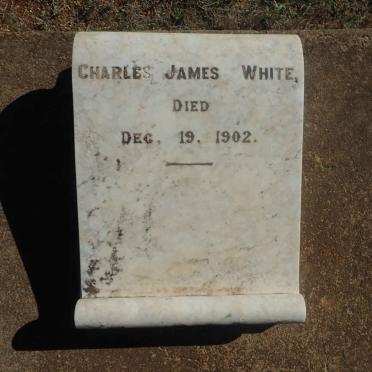 CHARLES JAMES WHITE,
DIED
DEC, 19, 1902.